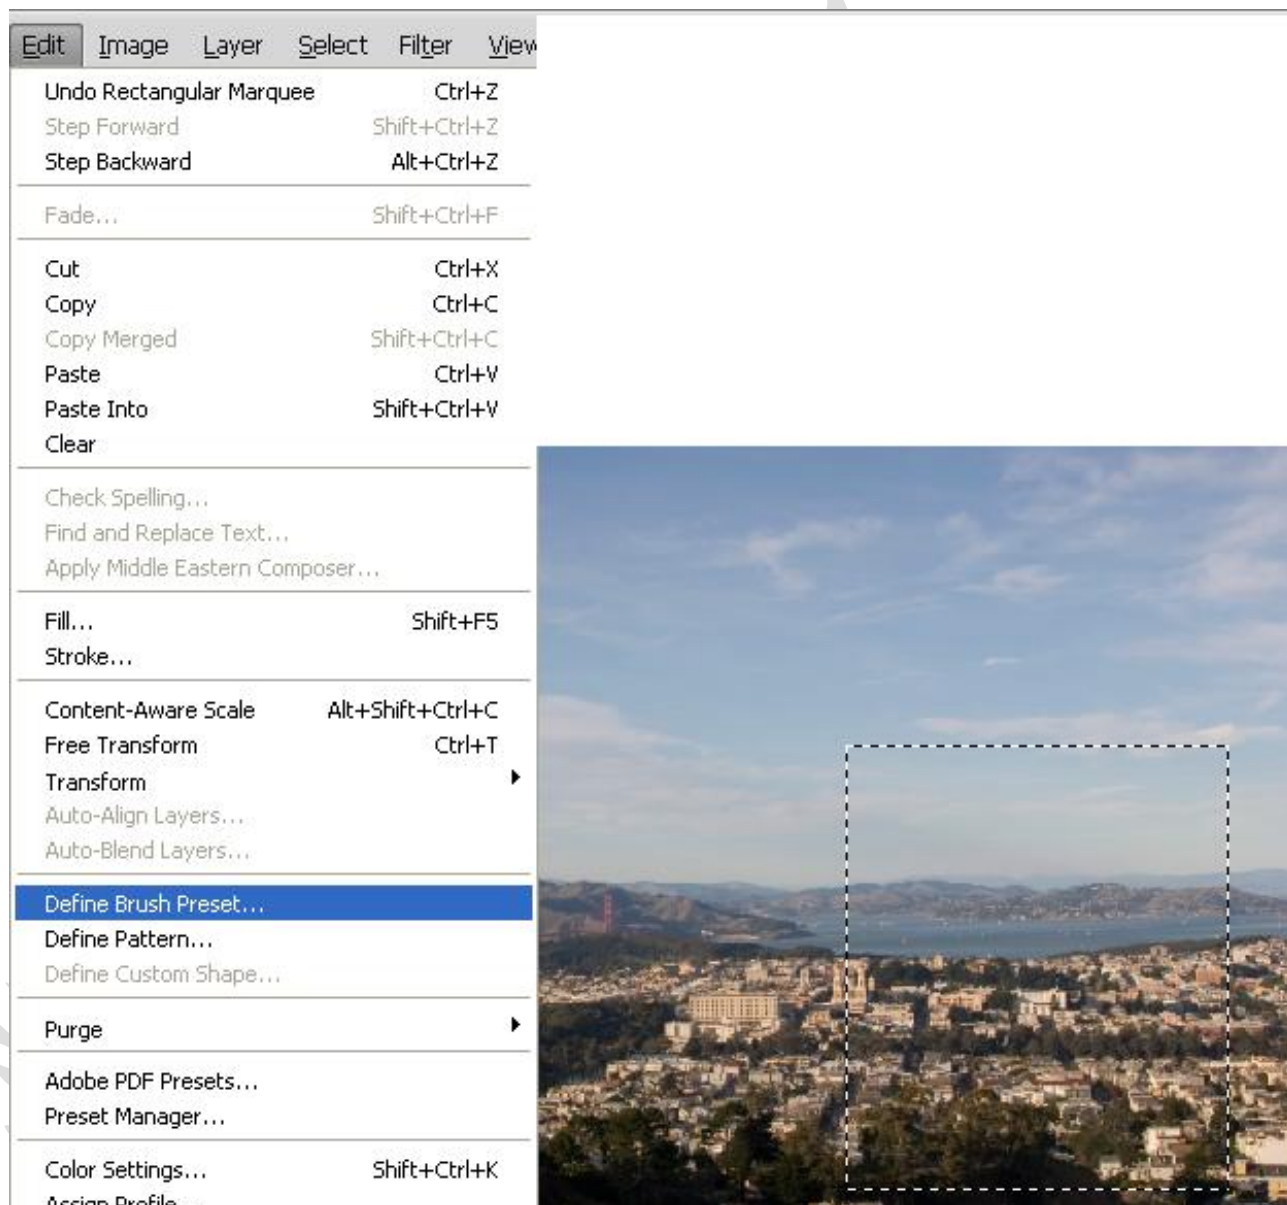 Edit Image Layer Select Filter View
Undo Rectangular Marquee Ctrl+Z
Step Forward Shift+Ctrl+Z
Step Backward Alt+Ctrl+Z
Fade... Shift+Ctrl+F
Cut Ctrl+X
Copy Ctrl+C
Copy Merged Shift+Ctrl+C
Paste Ctrl+V
Paste Into Shift+Ctrl+V
Clear
Check Spelling...
Find and Replace Text...
Apply Middle Eastern Composer...
Fill... Shift+F5
Stroke...
Content-Aware Scale Alt+Shift+Ctrl+C
Free Transform Ctrl+T
Transform
Auto-Align Layers...
Auto-Blend Layers...
Define Brush Preset...
Define Pattern...
Define Custom Shape...
Purge
Adobe PDF Presets...
Preset Manager...
Color Settings... Shift+Ctrl+K
Assign Profile...